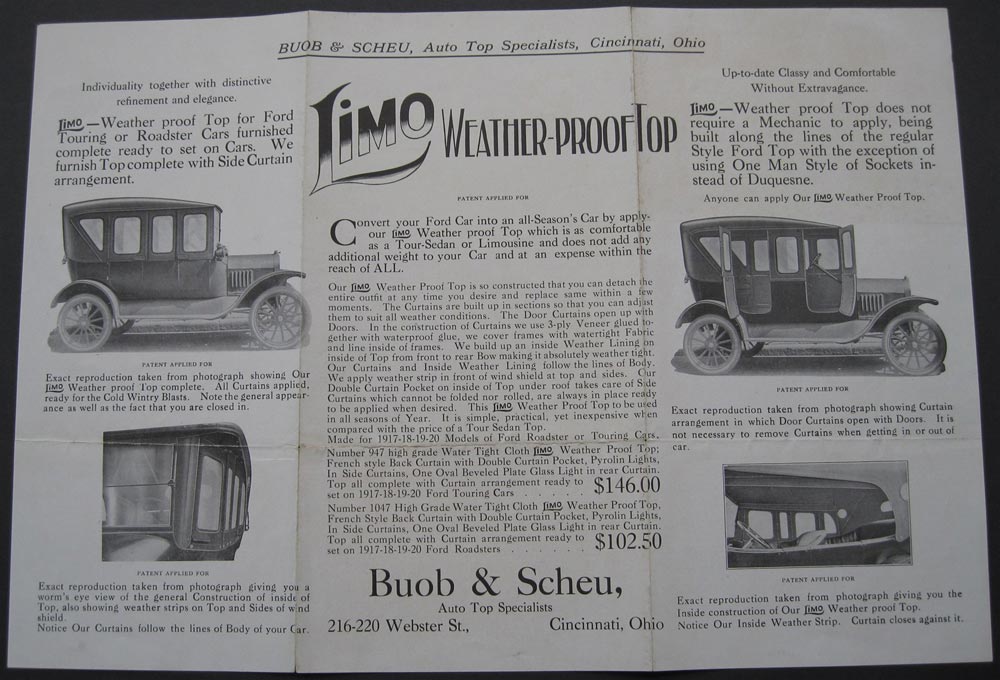 BUOB & SCHEU, Auto Top Specialists, Cincinnati, Ohio
Individuality together with distinctive
refinement and elegance.
LIMO—Weather proof Top for Ford
Touring or Roadster Cars furnished
complete ready to set on Cars. We
furnish Top complete with Side Curtain
arrangement.
PATENT APPLIED FOR
Exact reproduction taken from photograph showing Our
LIMO Weather proof Top complete. All Curtains applied,
ready for the Cold Wintry Blasts. Note the general appear-
ance as well as the fact that you are closed in.
PATENT APPLIED FOR
Exact reproduction taken from photograph giving you a
worm's eye view of the general Construction of inside of
Top, also showing weather strips on Top and Sides of wind
shield.
Notice Our Curtains follow the lines of Body of your Car.
LIMO WEATHER-PROOF TOP
PATENT APPLIED FOR
Convert your Ford Car into an all-Season's Car by apply-
our LIMO Weather proof Top which is as comfortable
as a Tour-Sedan or Limousine and does not add any
additional weight to your Car and at an expense within the
reach of ALL.
Our LIMO Weather Proof Top is so constructed that you can detach the
entire outfit at any time you desire and replace same within a few
moments. The Curtains are built up in sections so that you can adjust
them to suit all weather conditions. The Door Curtains open up with
Doors. In the construction of Curtains we use 3-ply Veneer glued to-
gether with waterproof glue, we cover frames with watertight Fabric
and line inside of frames. We build up an inside Weather Lining on
inside of Top from front to rear Bow making it absolutely weather tight.
Our Curtains and Inside Weather Lining follow the lines of Body.
We apply weather strip in front of wind shield at top and sides. Our
Double Curtain Pocket on inside of Top under roof takes care of Side
Curtains which cannot be folded nor rolled, are always in place ready
to be applied when desired. This LIMO Weather Proof Top to be used
in all seasons of Year. It is simple, practical, yet inexpensive when
compared with the price of a Tour Sedan Top.
Made for 1917-18-19-20 Models of Ford Roadster or Touring Cars.
Number 947 high grade Water Tight Cloth LIMO Weather Proof Top;
French style Back Curtain with Double Curtain Pocket, Pyrolin Lights,
In Side Curtains, One Oval Beveled Plate Glass Light in rear Curtain.
Top all complete with Curtain arrangement ready to
set on 1917-18-19-20 Ford Touring Cars . . . . . $146.00
Number 1047 High Grade Water Tight Cloth LIMO Weather Proof Top,
French Style Back Curtain with Double Curtain Pocket, Pyrolin Lights,
In Side Curtains, One Oval Beveled Plate Glass Light in rear Curtain.
Top all complete with Curtain arrangement ready to
set on 1917-18-19-20 Ford Roadsters . . . . . . $102.50
Buob & Scheu,
Auto Top Specialists
216-220 Webster St., Cincinnati, Ohio
Up-to-date Classy and Comfortable
Without Extravagance.
LIMO—Weather proof Top does not
require a Mechanic to apply, being
built along the lines of the regular
Style Ford Top with the exception of
using One Man Style of Sockets in-
stead of Duquesne.
Anyone can apply Our LIMO Weather Proof Top.
PATENT APPLIED FOR
Exact reproduction taken from photograph showing Curtain
arrangement in which Door Curtains open with Doors. It is
not necessary to remove Curtains when getting in or out of
car.
PATENT APPLIED FOR
Exact reproduction taken from photograph giving you the
Inside construction of Our LIMO Weather proof Top.
Notice Our Inside Weather Strip. Curtain closes against it.